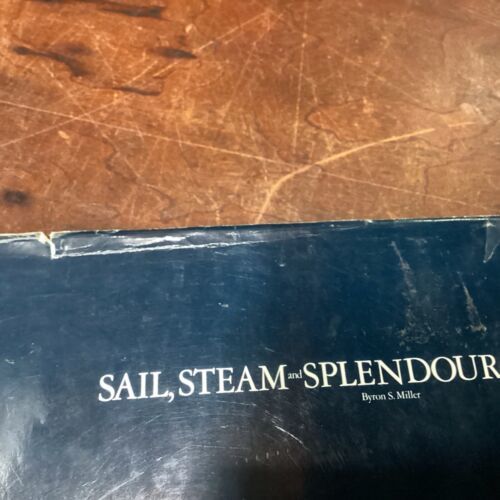 SAIL, STEAM and SPLENDOUR
Byron S. Miller